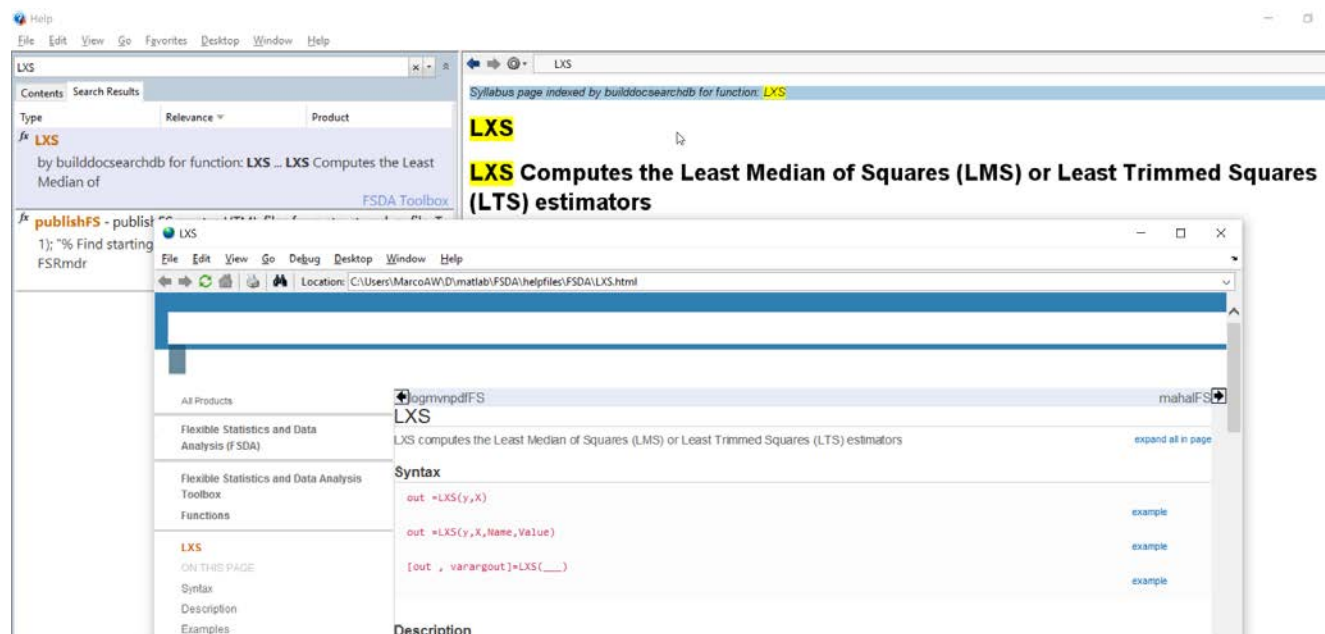 Help
File Edit View Go Favorites Desktop Window Help
LXS
Contents Search Results
Type Relevance Product
fx LXS
by builddocsearchdb for function: LXS ... LXS Computes the Least
Median of
FSDA Toolbox
fx publishFS - publish
1); "% Find starting
FSRmdr
LXS
Syllabus page indexed by builddocsearchdb for function: LXS
LXS
LXS Computes the Least Median of Squares (LMS) or Least Trimmed Squares
(LTS) estimators
LXS
File Edit View Go Debug Desktop Window Help
Location: C:\Users\MarcoAW\D\matlab\FSDA\helpfiles\FSDA\LXS.html
All Products
Flexible Statistics and Data
Analysis (FSDA)
Flexible Statistics and Data Analysis
Toolbox
Functions
LXS
ON THIS PAGE
Syntax
Description
Examples
logmvnpdfFS mahalFS
LXS
LXS computes the Least Median of Squares (LMS) or Least Trimmed Squares (LTS) estimators expand all in page
Syntax
out =LXS(y,X)
example
out =LXS(y,X,Name,Value)
example
[out , varargout]=LXS(___)
example
Description